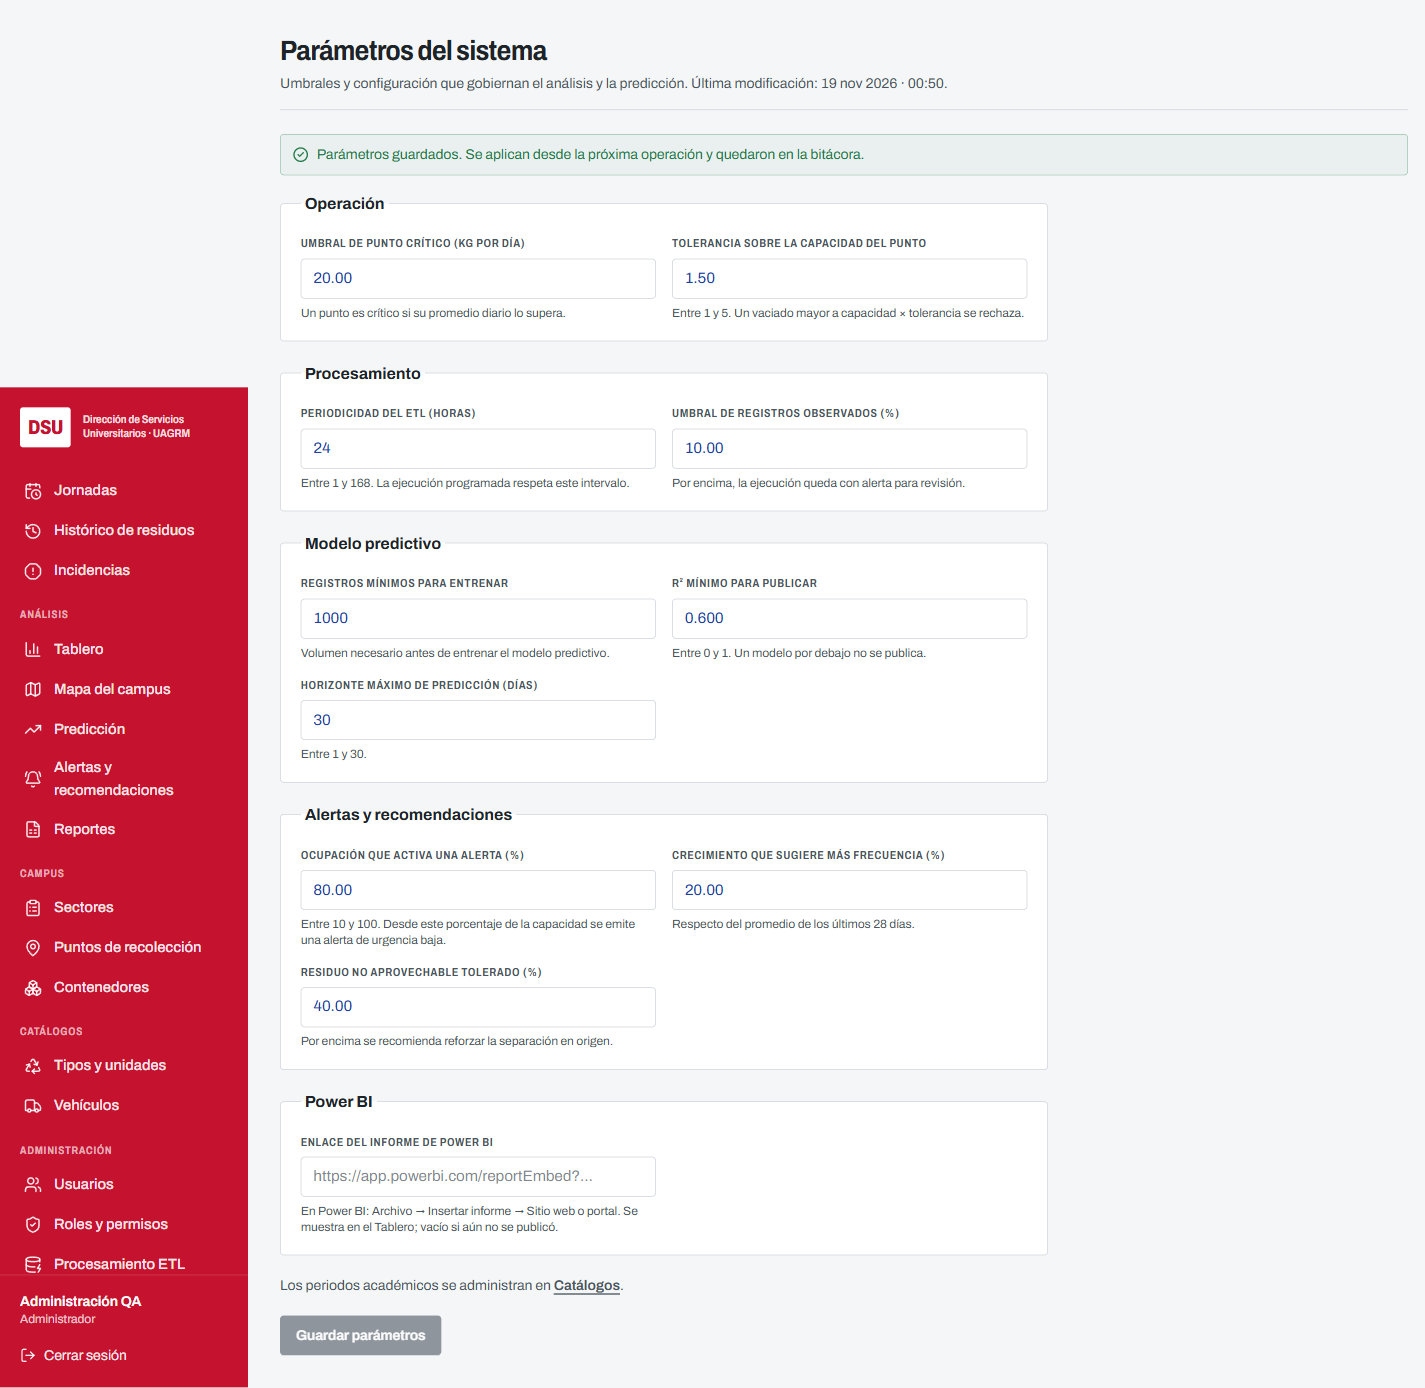 Parámetros del sistema
Umbrales y configuración que gobiernan el análisis y la predicción. Última modificación: 19 nov 2026 · 00:50.
Parámetros guardados. Se aplican desde la próxima operación y quedaron en la bitácora.
Operación
UMBRAL DE PUNTO CRÍTICO (KG POR DÍA)
20.00
Un punto es crítico si su promedio diario lo supera.
TOLERANCIA SOBRE LA CAPACIDAD DEL PUNTO
1.50
Entre 1 y 5. Un vaciado mayor a capacidad × tolerancia se rechaza.
Procesamiento
PERIODICIDAD DEL ETL (HORAS)
24
Entre 1 y 168. La ejecución programada respeta este intervalo.
UMBRAL DE REGISTROS OBSERVADOS (%)
10.00
Por encima, la ejecución queda con alerta para revisión.
Modelo predictivo
REGISTROS MÍNIMOS PARA ENTRENAR
1000
Volumen necesario antes de entrenar el modelo predictivo.
R² MÍNIMO PARA PUBLICAR
0.600
Entre 0 y 1. Un modelo por debajo no se publica.
HORIZONTE MÁXIMO DE PREDICCIÓN (DÍAS)
30
Entre 1 y 30.
Alertas y recomendaciones
OCUPACIÓN QUE ACTIVA UNA ALERTA (%)
80.00
Entre 10 y 100. Desde este porcentaje de la capacidad se emite
una alerta de urgencia baja.
CRECIMIENTO QUE SUGIERE MÁS FRECUENCIA (%)
20.00
Respecto del promedio de los últimos 28 días.
RESIDUO NO APROVECHABLE TOLERADO (%)
40.00
Por encima se recomienda reforzar la separación en origen.
Power BI
ENLACE DEL INFORME DE POWER BI
https://app.powerbi.com/reportEmbed?...
En Power BI: Archivo → Insertar informe → Sitio web o portal. Se
muestra en el Tablero; vacío si aún no se publicó.
Los periodos académicos se administran en Catálogos.
Guardar parámetros
DSU
Dirección de Servicios
Universitarios · UAGRM
Jornadas
Histórico de residuos
Incidencias
ANÁLISIS
Tablero
Mapa del campus
Predicción
Alertas y
recomendaciones
Reportes
CAMPUS
Sectores
Puntos de recolección
Contenedores
CATÁLOGOS
Tipos y unidades
Vehículos
ADMINISTRACIÓN
Usuarios
Roles y permisos
Procesamiento ETL
Administración QA
Administrador
Cerrar sesión